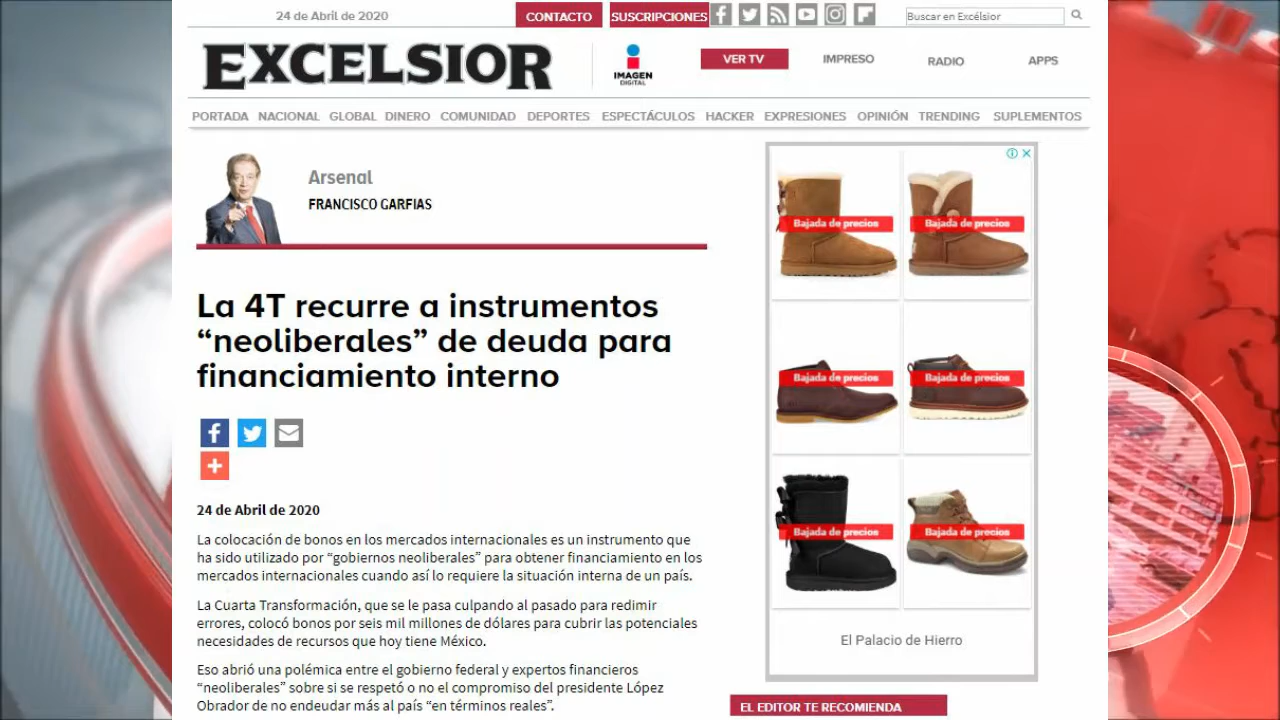 24 de Abril de 2020
CONTACTO
SUSCRIPCIONES
Buscar en Excélsior
EXCELSIOR
IMAGEN
DIGITAL
VER TV
IMPRESO
RADIO
APPS
PORTADA NACIONAL GLOBAL DINERO COMUNIDAD DEPORTES ESPECTÁCULOS HACKER EXPRESIONES OPINIÓN TRENDING SUPLEMENTOS
Arsenal
FRANCISCO GARFIAS
La 4T recurre a instrumentos
“neoliberales” de deuda para
financiamiento interno
24 de Abril de 2020
La colocación de bonos en los mercados internacionales es un instrumento que
ha sido utilizado por “gobiernos neoliberales” para obtener financiamiento en los
mercados internacionales cuando así lo requiere la situación interna de un país.
La Cuarta Transformación, que se le pasa culpando al pasado para redimir
errores, colocó bonos por seis mil millones de dólares para cubrir las potenciales
necesidades de recursos que hoy tiene México.
Eso abrió una polémica entre el gobierno federal y expertos financieros
“neoliberales” sobre si se respetó o no el compromiso del presidente López
Obrador de no endeudar más al país “en términos reales”.
Bajada de precios
Bajada de precios
Bajada de precios
Bajada de precios
Bajada de precios
Bajada de precios
El Palacio de Hierro
EL EDITOR TE RECOMIENDA